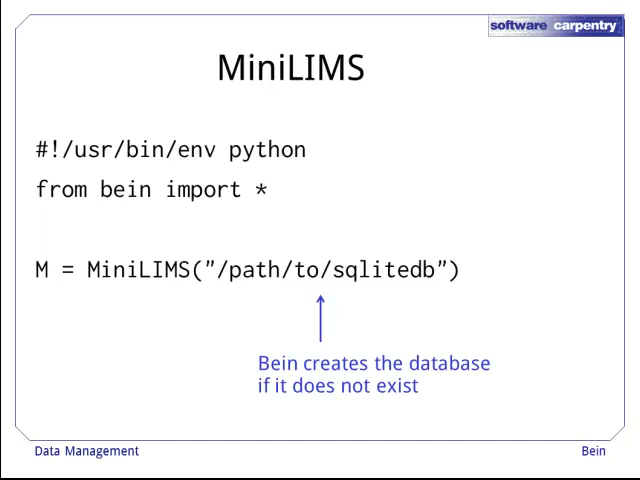 software carpentry
MiniLIMS
#!/usr/bin/env python
from bein import *
M = MiniLIMS("/path/to/sqlitedb")
Bein creates the database
if it does not exist
Data Management
Bein